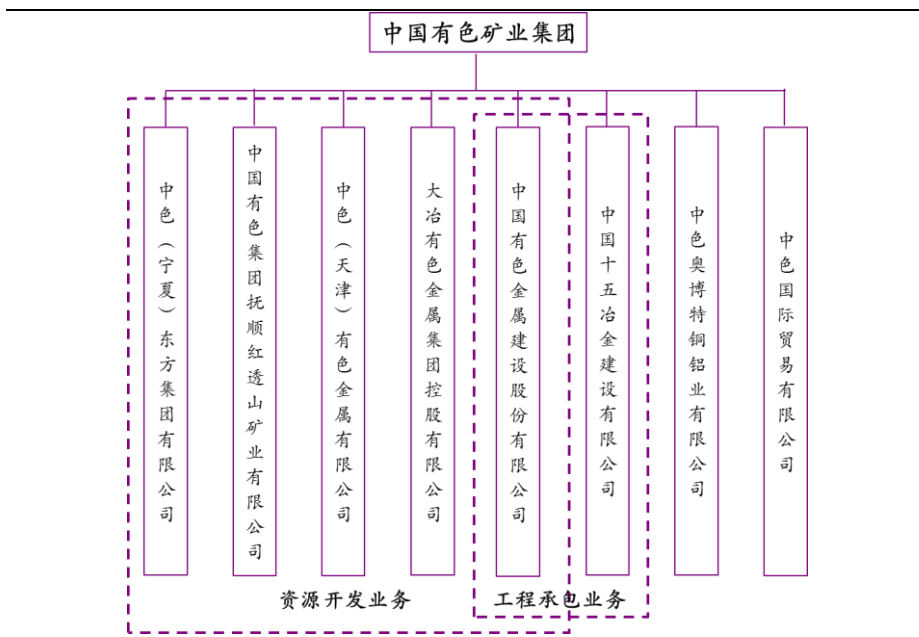 中国有色矿业集团
中色（宁夏）东方集团有限公司
中国有色集团抚顺红透山矿业有限公司
中色（天津）有色金属有限公司
大冶有色金属集团控股有限公司
中国有色金属建设股份有限公司
中国十五冶金建设有限公司
中色奥博特铜铝业有限公司
中色国际贸易有限公司
资源开发业务
工程承包业务